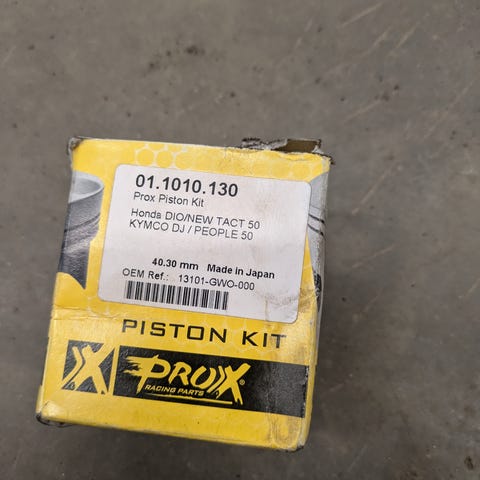 01.1010.130
Prox Piston Kit
Honda DIO/NEW TACT 50
KYMCO DJ / PEOPLE 50
40.30 mm Made in Japan
OEM Ref.: 13101-GWO-000
PISTON KIT
PROX
RACING PARTS